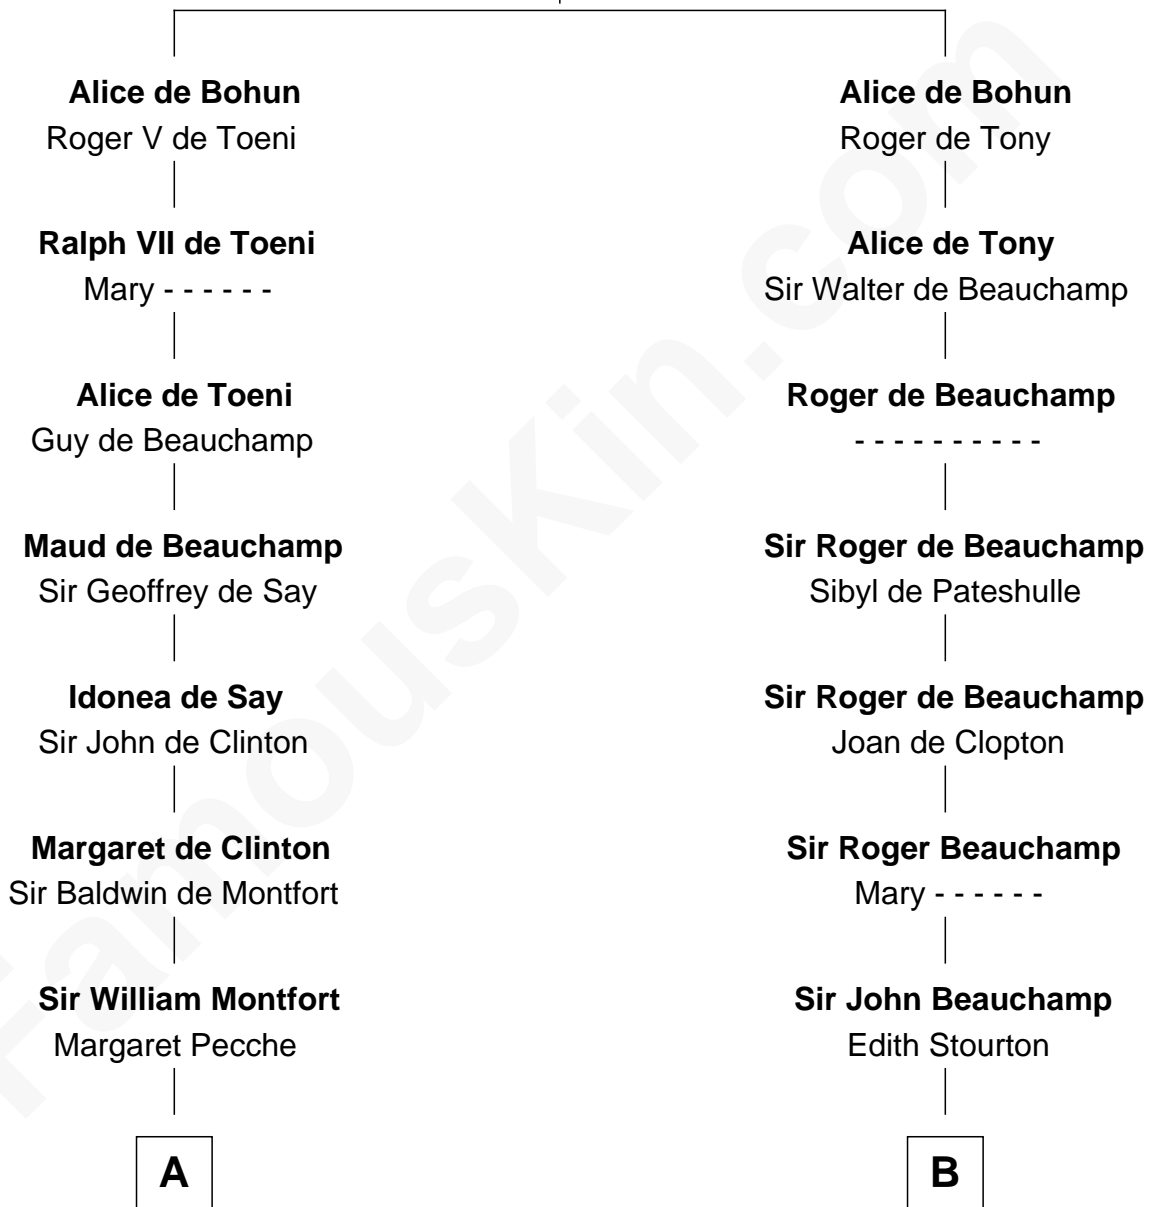 Alice de Bohun
Roger V de Toeni
Alice de Bohun
Roger de Tony
Ralph VII de Toeni
Mary - - - - - -
Alice de Tony
Sir Walter de Beauchamp
Alice de Toeni
Guy de Beauchamp
Roger de Beauchamp
- - - - - - - - - -
Maud de Beauchamp
Sir Geoffrey de Say
Sir Roger de Beauchamp
Sibyl de Pateshulle
Idonea de Say
Sir John de Clinton
Sir Roger de Beauchamp
Joan de Clopton
Margaret de Clinton
Sir Baldwin de Montfort
Sir Roger Beauchamp
Mary - - - - - -
Sir William Montfort
Margaret Pecche
Sir John Beauchamp
Edith Stourton
A
B
FamousKin.com